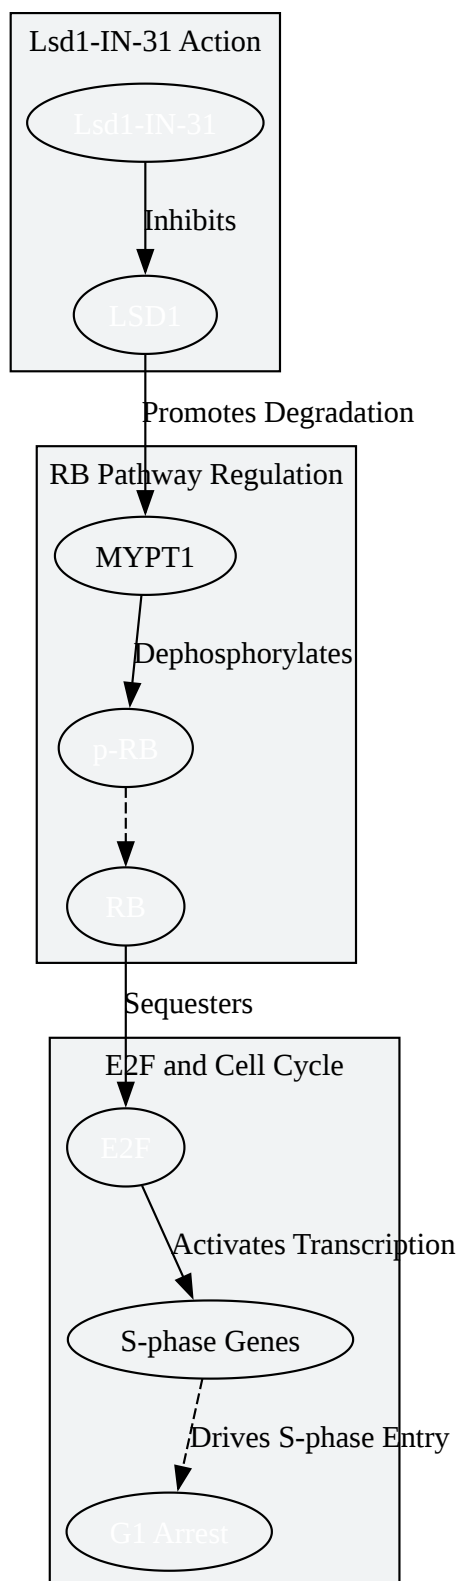 Lsd1-IN-31 Action
Lsd1-IN-31
Inhibits
LSD1
Promotes Degradation
RB Pathway Regulation
MYPT1
Dephosphorylates
p-RB
RB
Sequesters
E2F and Cell Cycle
E2F
Activates Transcription
S-phase Genes
Drives S-phase Entry
G1 Arrest